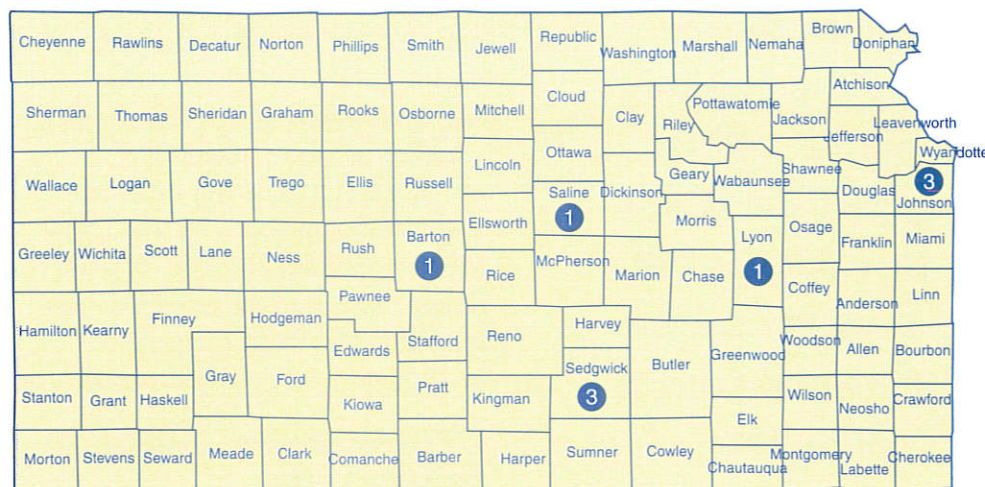 Cheyenne Rawlins Decatur Norton Phillips Smith Jewell Republic Washington Marshall Nemaha Brown Doniphan
Atchison
Sherman Thomas Sheridan Graham Rooks Osborne Mitchell Cloud Clay Riley Pottawatomie Jackson Jefferson Leavenworth
Wyandotte
Wallace Logan Gove Trego Ellis Russell Lincoln Ottawa Saline Dickinson Geary Wabaunsee Shawnee Douglas Johnson
1
3
Greeley Wichita Scott Lane Ness Rush Barton Ellsworth Rice McPherson Marion Morris Chase Lyon Osage Franklin Miami
1
1
Coffey Anderson Linn
Hamilton Kearny Finney Hodgeman Pawnee Edwards Stafford Reno Harvey Sedgwick Butler Greenwood Woodson Allen Bourbon
3
Stanton Grant Haskell Gray Ford Kiowa Pratt Kingman Elk Wilson Neosho Crawford
Morton Stevens Seward Meade Clark Comanche Barber Harper Sumner Cowley Chautauqua Montgomery Labette Cherokee